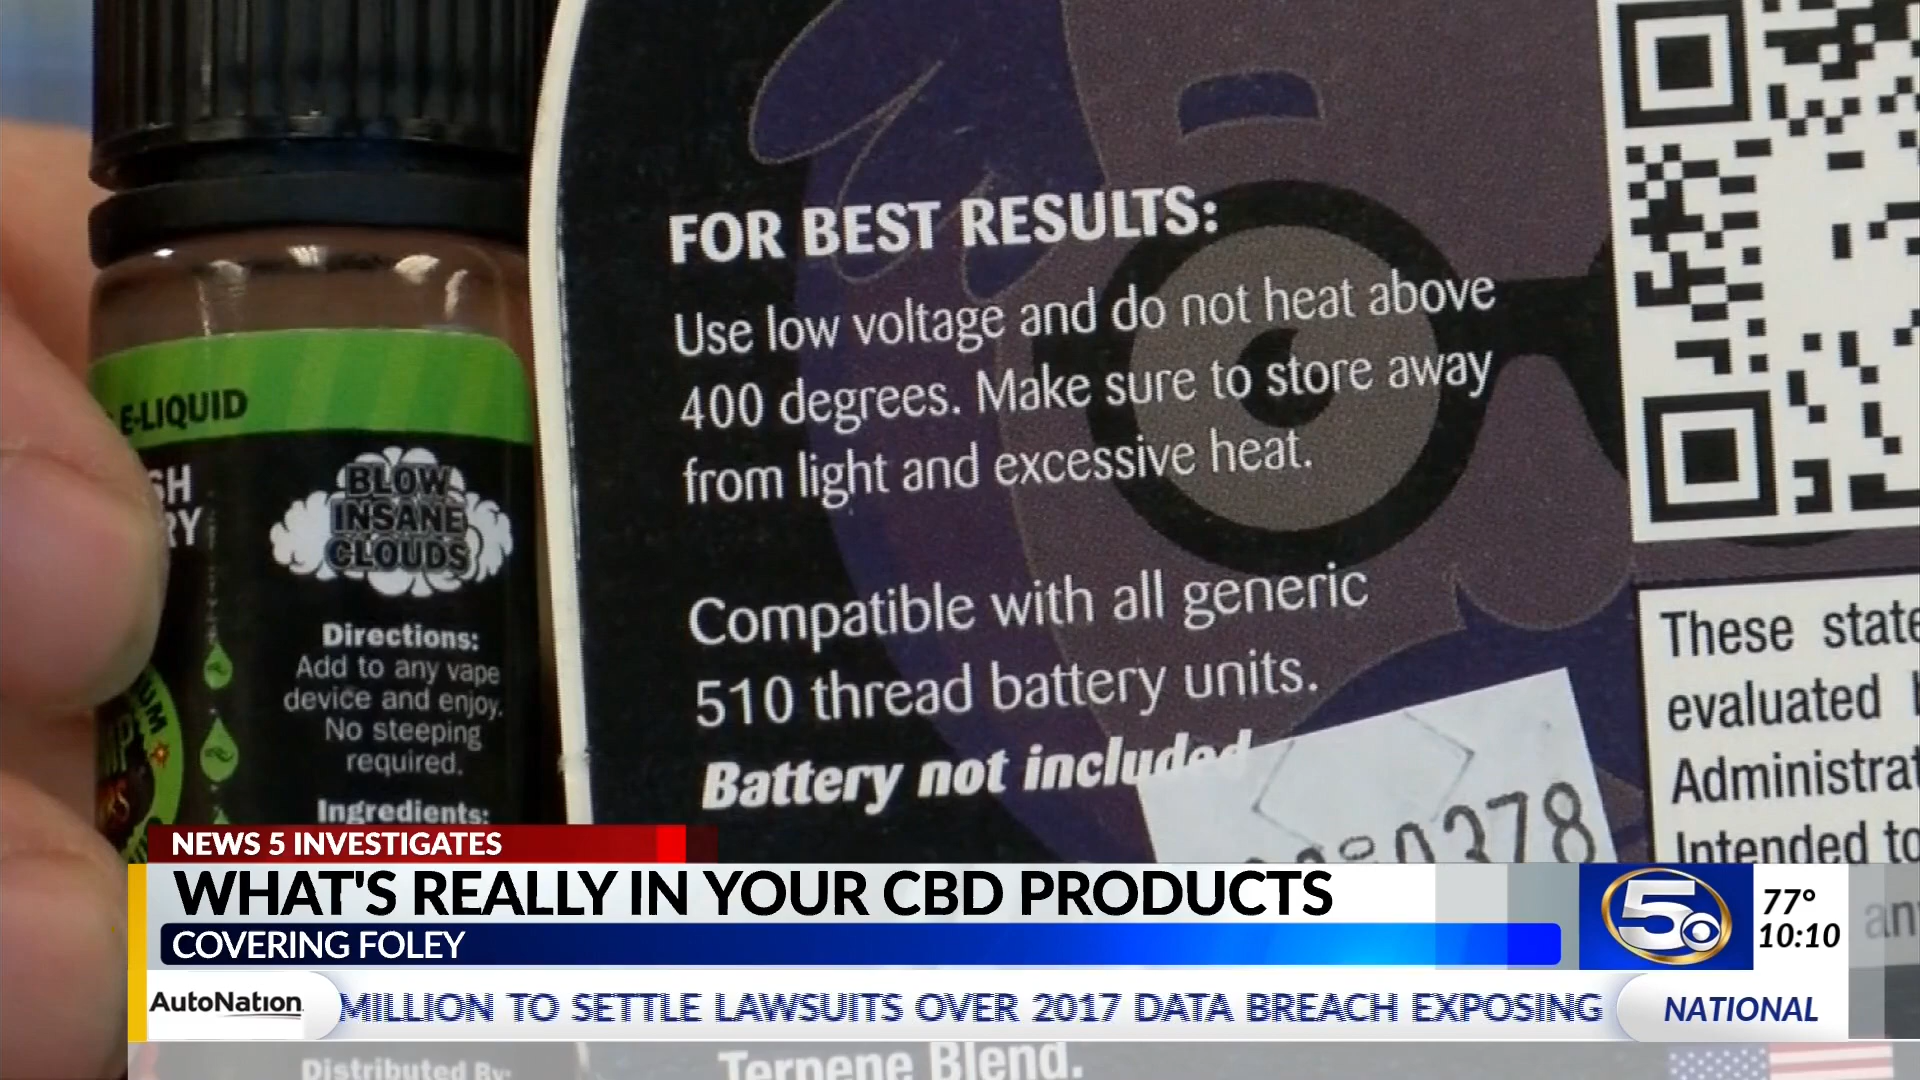 E-LIQUID
BLOW
INSANE
CLOUDS
Directions:
Add to any vape
device and enjoy.
No steeping
required.
Ingredients:
Distributed By:
FOR BEST RESULTS:
Use low voltage and do not heat above
400 degrees. Make sure to store away
from light and excessive heat.
Compatible with all generic
510 thread battery units.
Battery not included
Terpene Blend.
These state
evaluated
Administrat
Intended to
NEWS 5 INVESTIGATES
WHAT'S REALLY IN YOUR CBD PRODUCTS
COVERING FOLEY
5
77°
10:10
AutoNation
MILLION TO SETTLE LAWSUITS OVER 2017 DATA BREACH EXPOSING
NATIONAL